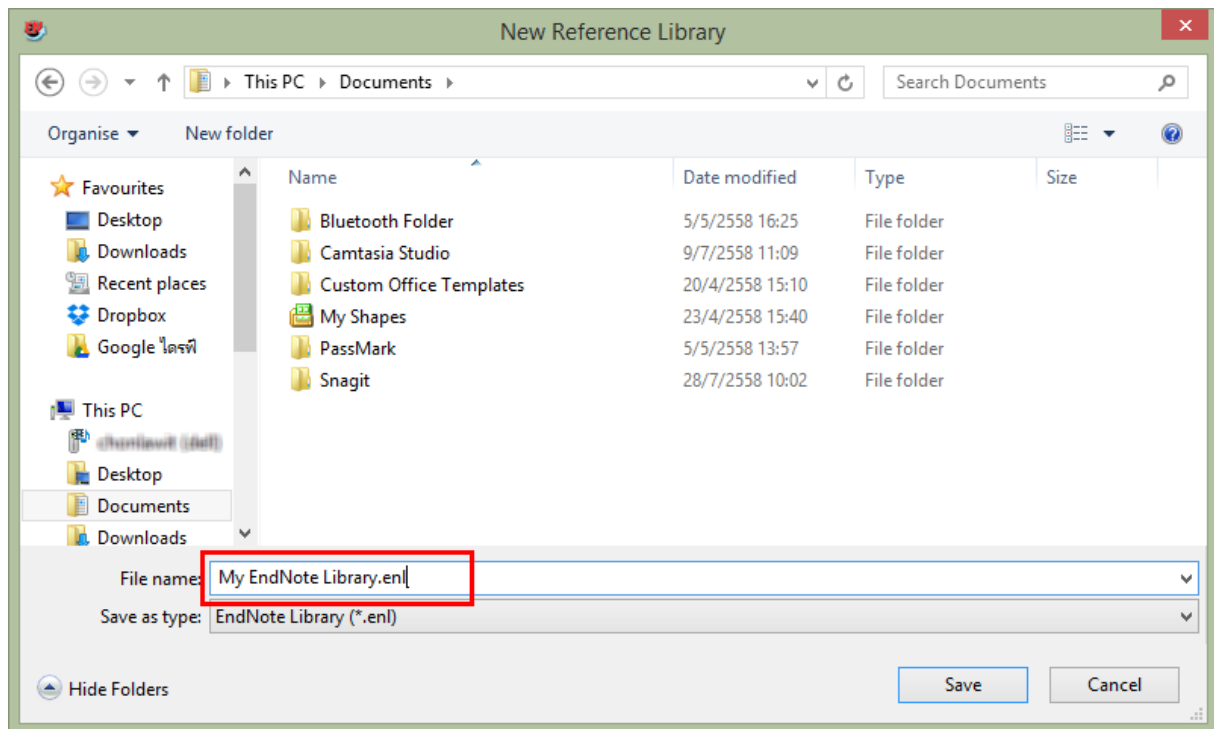 New Reference Library
This PC Documents Search Documents
Organise New folder
Name Date modified Type Size
Favourites
Desktop
Downloads
Recent places
Dropbox
Google ไดรฟ์
This PC
Desktop
Documents
Downloads
Bluetooth Folder 5/5/2558 16:25 File folder
Camtasia Studio 9/7/2558 11:09 File folder
Custom Office Templates 20/4/2558 15:10 File folder
My Shapes 23/4/2558 15:40 File folder
PassMark 5/5/2558 13:57 File folder
Snagit 28/7/2558 10:02 File folder
File name: My EndNote Library.enl
Save as type: EndNote Library (*.enl)
Hide Folders Save Cancel